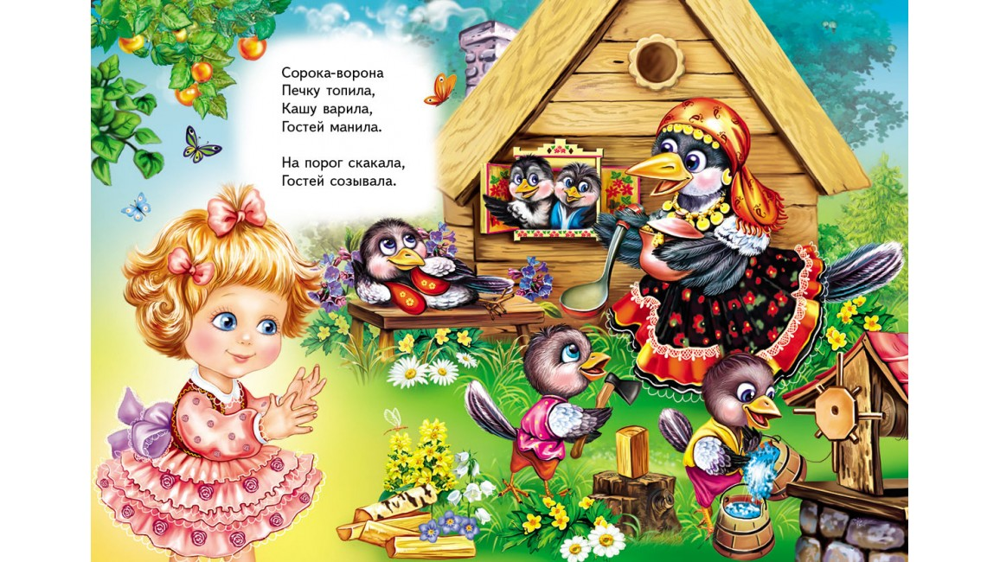 Сорока-ворона
Печку топила,
Кашу варила,
Гостей манила.
На порог скакала,
Гостей созывала.